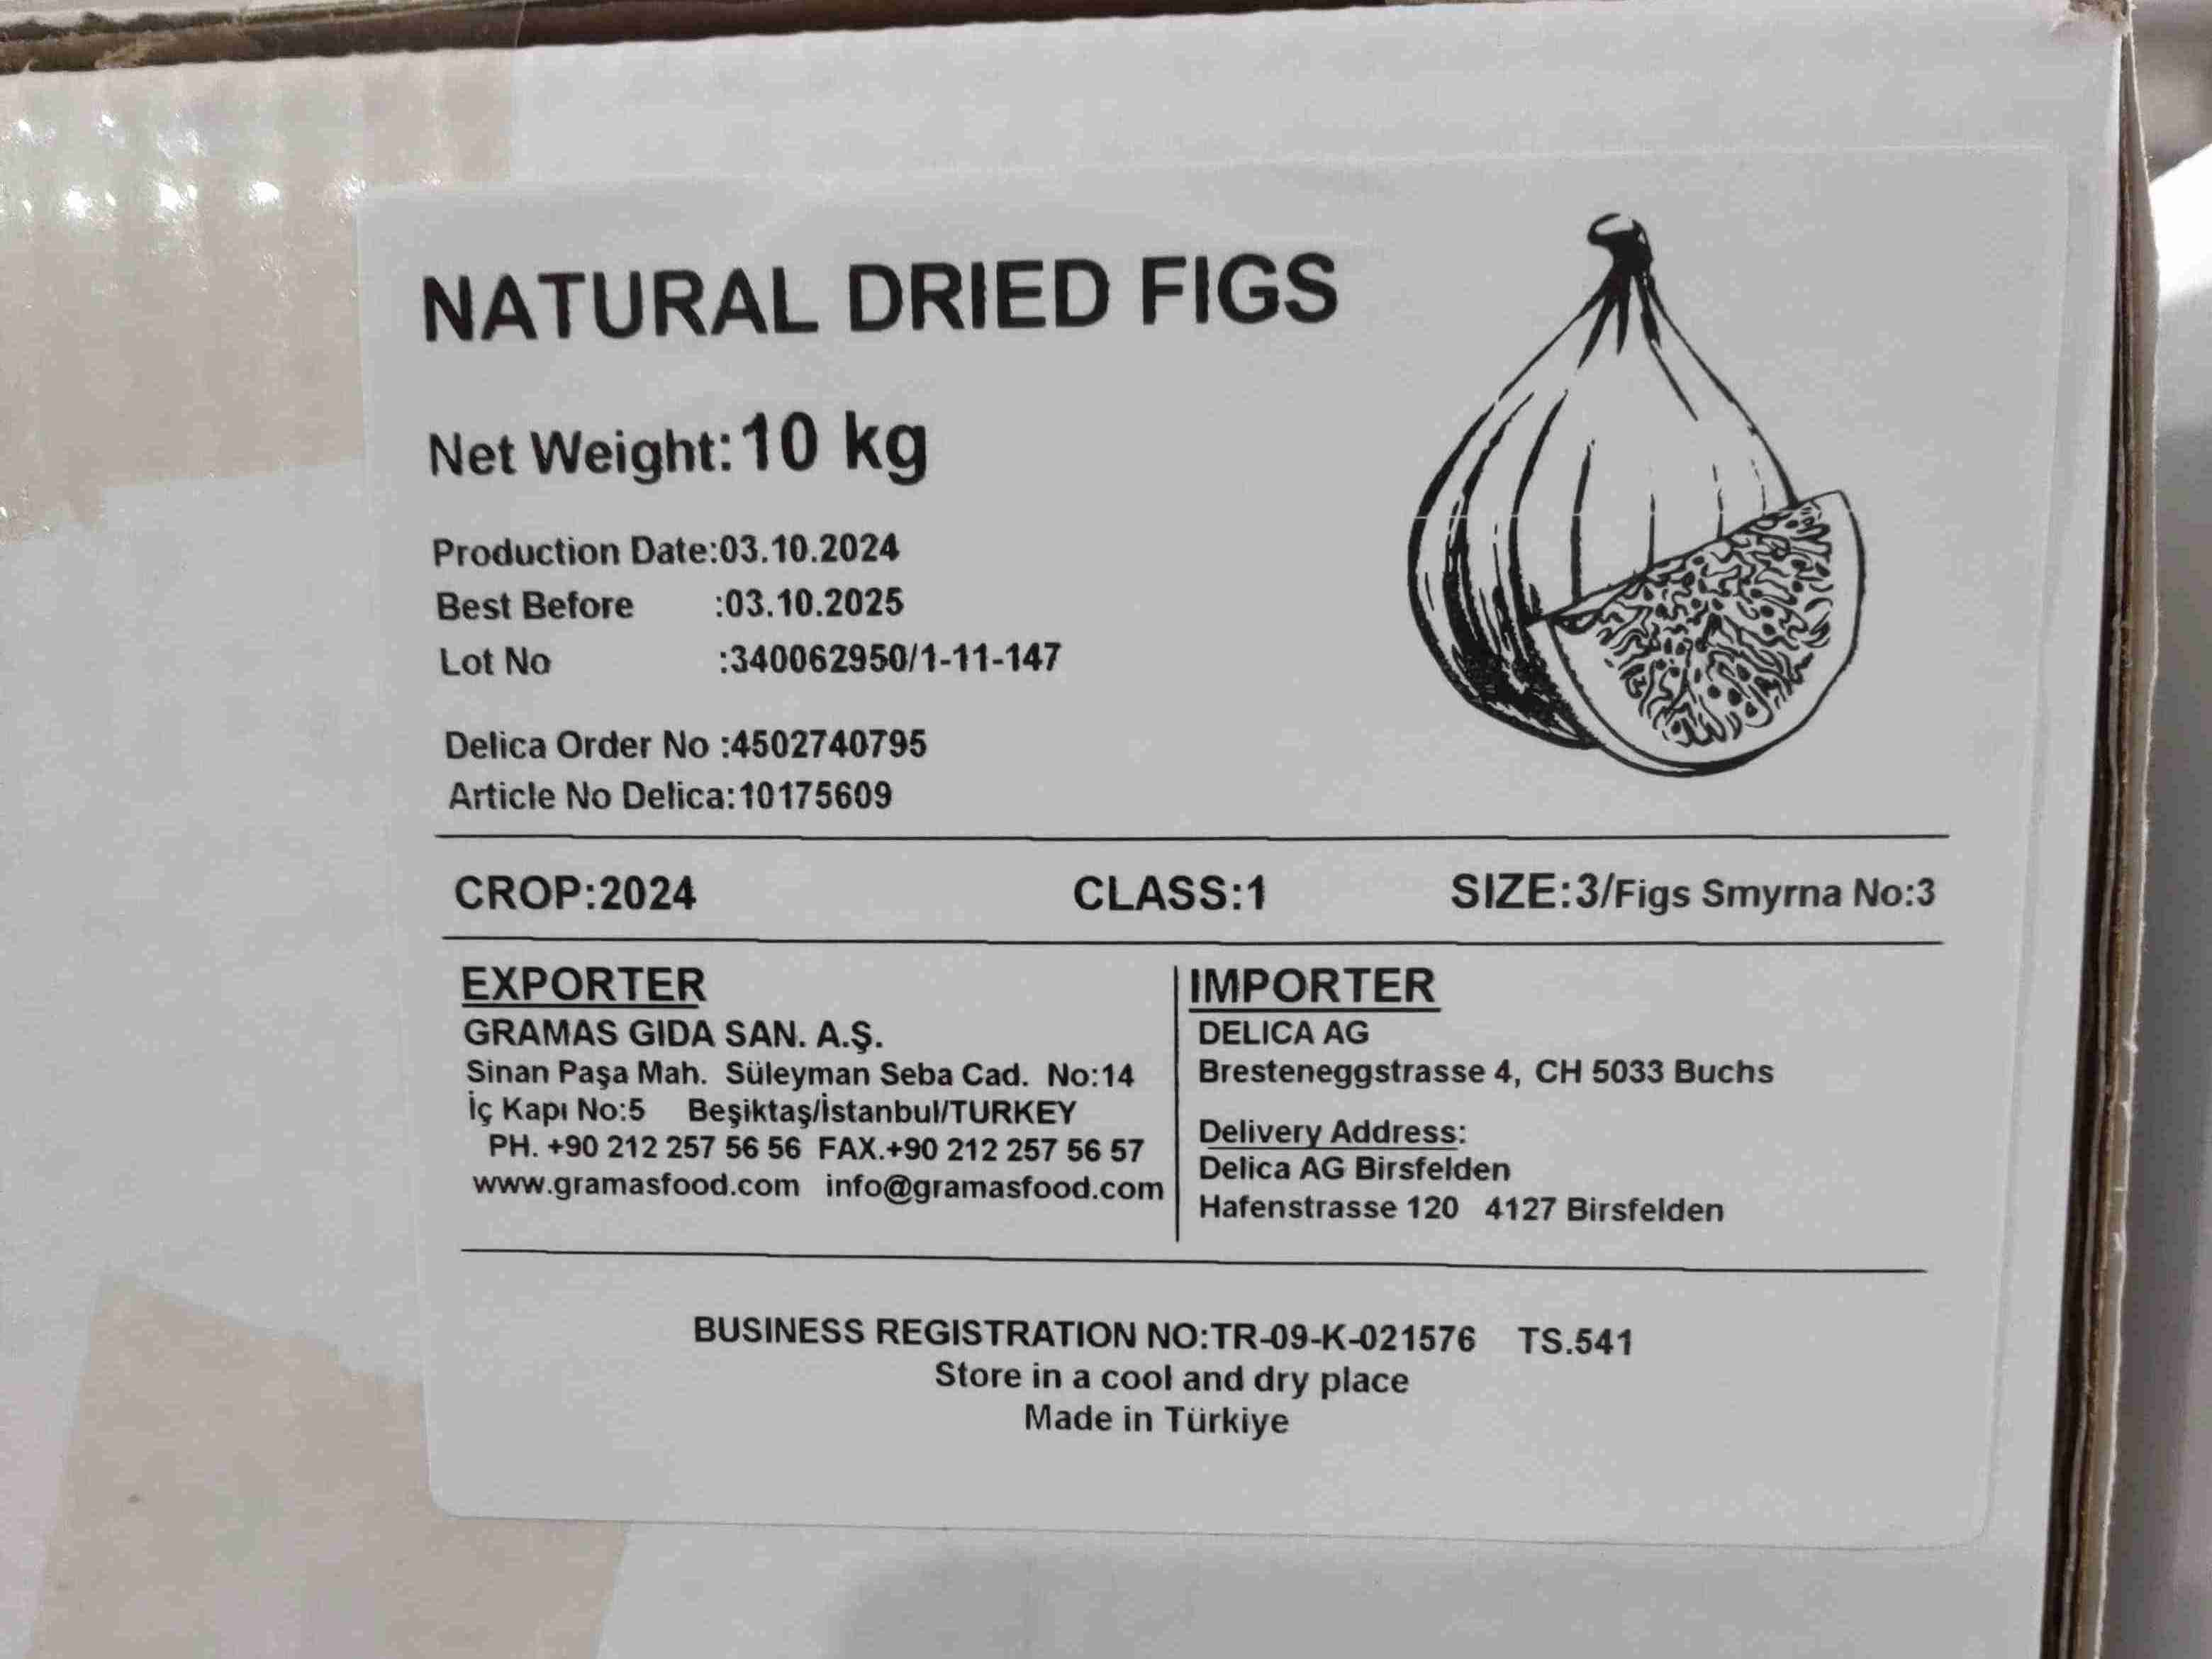 NATURAL DRIED FIGS
Net Weight:10 kg
Production Date:03.10.2024
Best Before :03.10.2025
Lot No :340062950/1-11-147
Delica Order No :4502740795
Article No Delica:10175609
CROP:2024 CLASS:1 SIZE:3/Figs Smyrna No:3
EXPORTER
GRAMAS GIDA SAN. A.Ş.
Sinan Paşa Mah. Süleyman Seba Cad. No:14
İç Kapı No:5 Beşiktaş/İstanbul/TURKEY
PH. +90 212 257 56 56 FAX.+90 212 257 56 57
www.gramasfood.com info@gramasfood.com
IMPORTER
DELICA AG
Bresteneggstrasse 4, CH 5033 Buchs
Delivery Address:
Delica AG Birsfelden
Hafenstrasse 120 4127 Birsfelden
BUSINESS REGISTRATION NO:TR-09-K-021576 TS.541
Store in a cool and dry place
Made in Türkiye